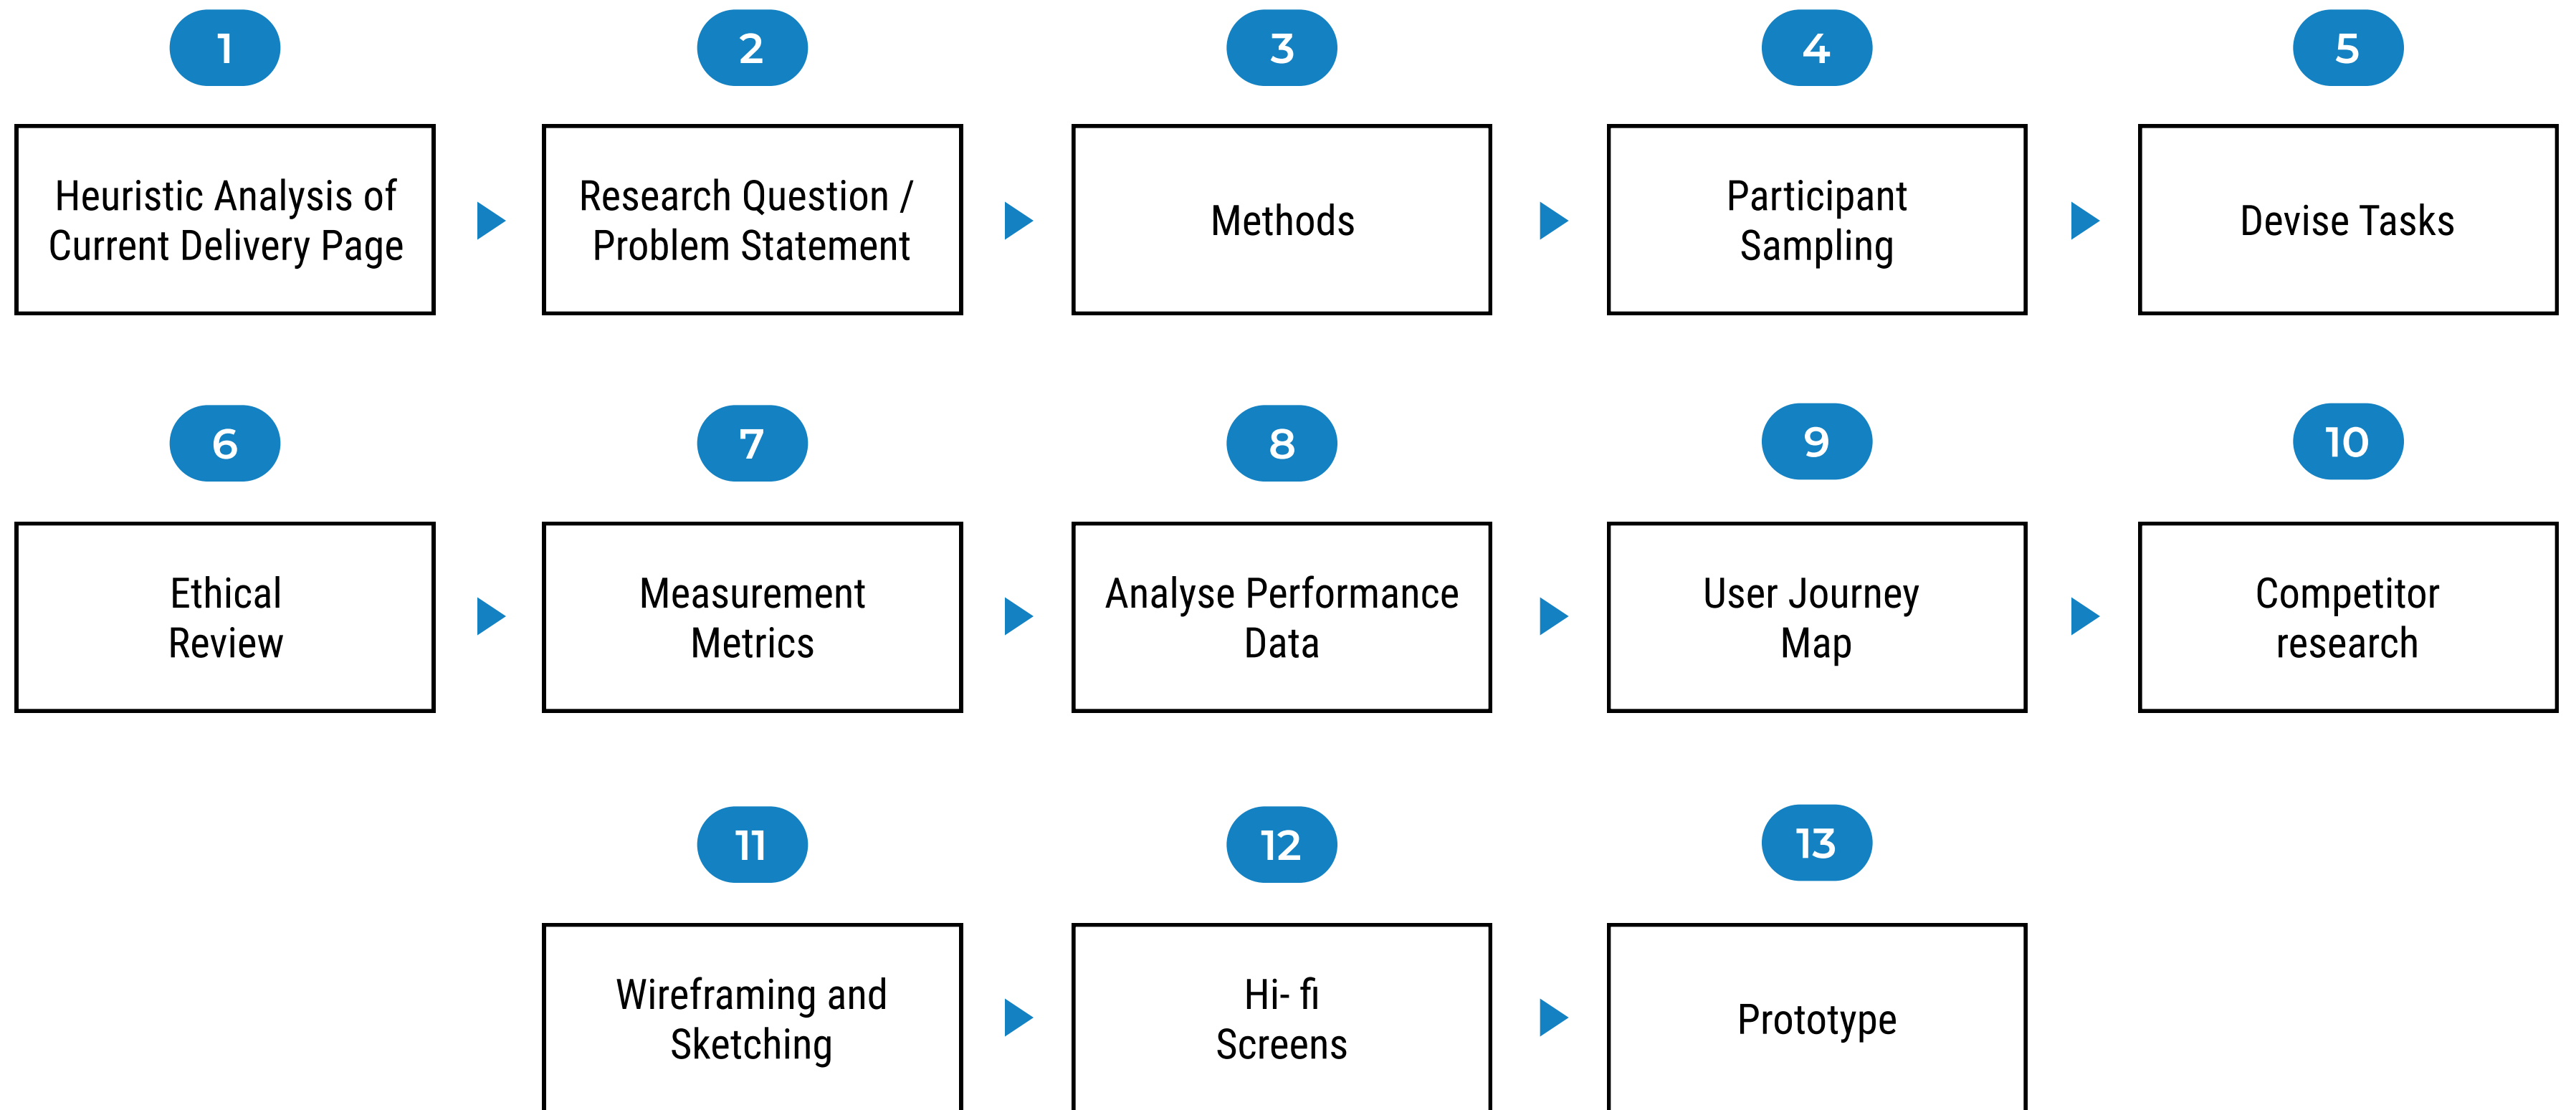 1
2
3
4
5
Heuristic Analysis of
Current Delivery Page
Research Question /
Problem Statement
Methods
Participant
Sampling
Devise Tasks
6
7
8
9
10
Ethical
Review
Measurement
Metrics
Analyse Performance
Data
User Journey
Map
Competitor
research
11
12
13
Wireframing and
Sketching
Hi- fi
Screens
Prototype